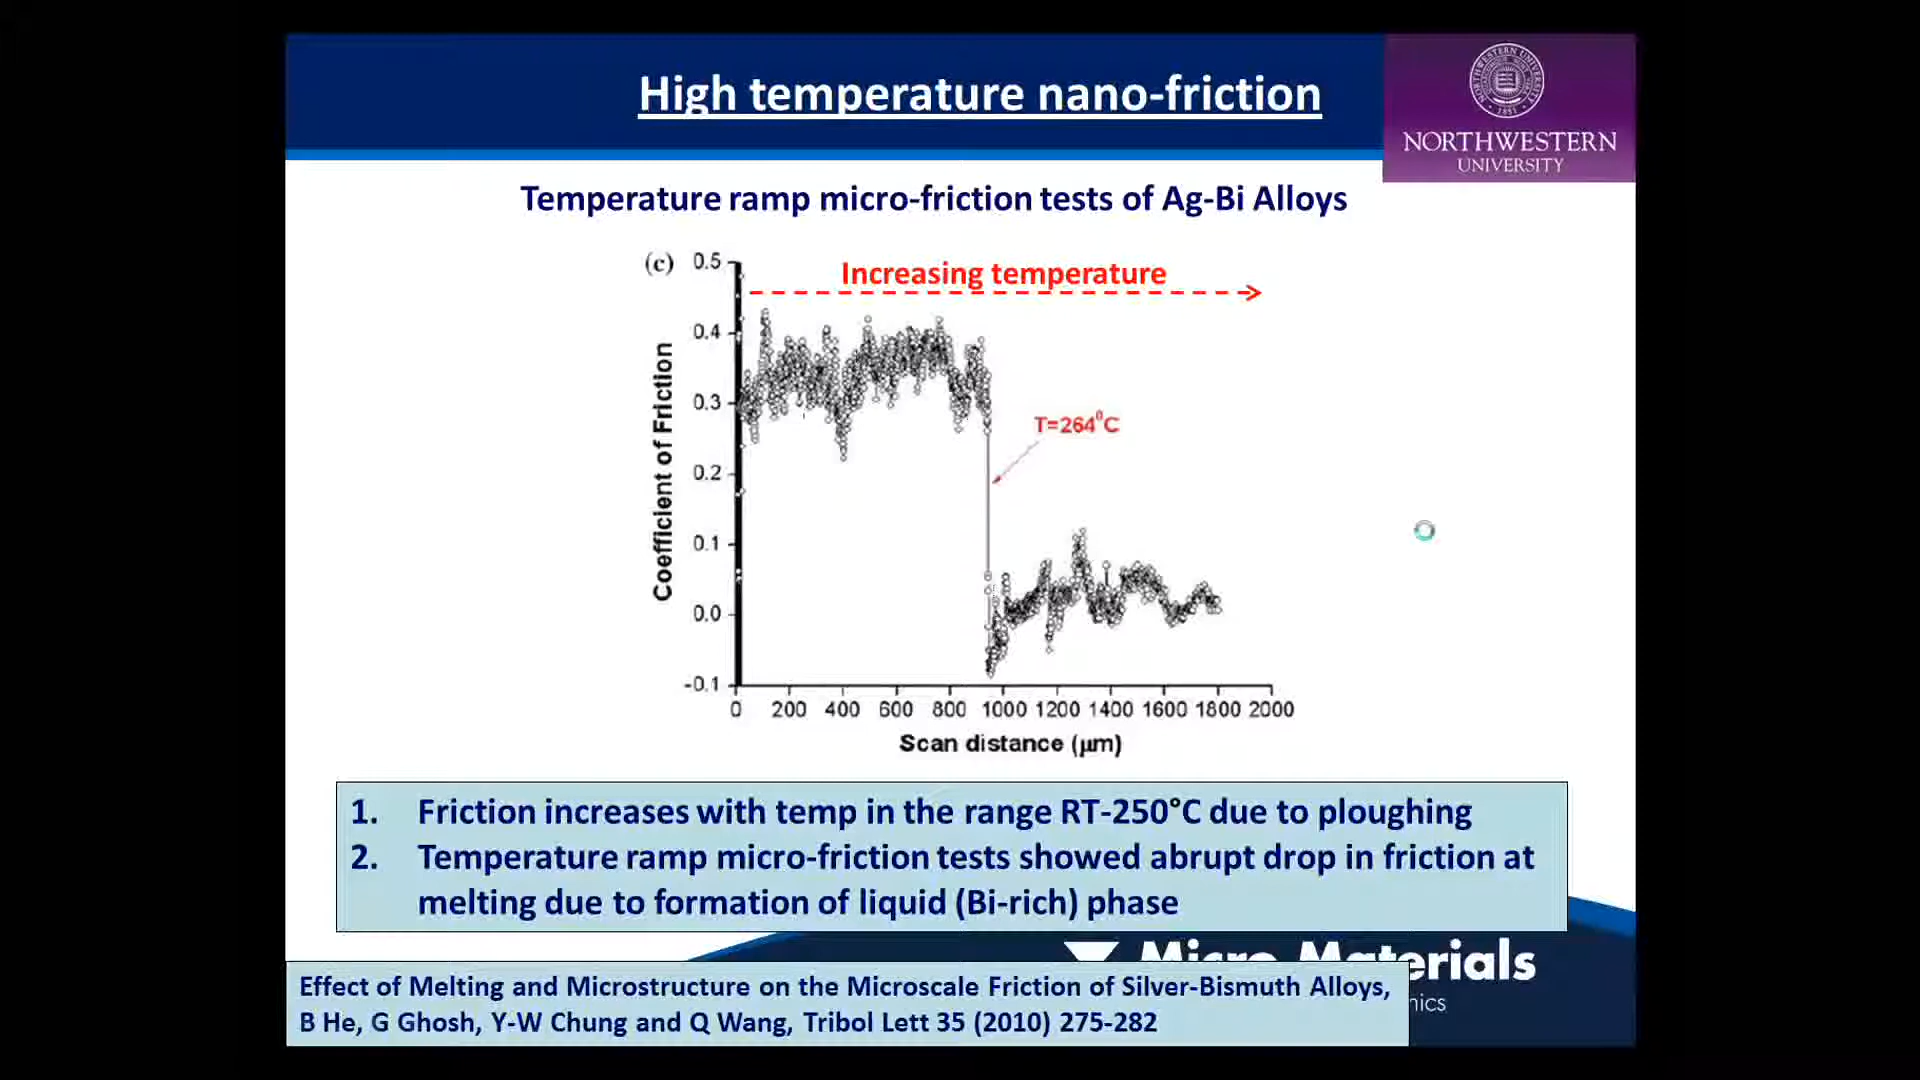 High temperature nano-friction
NORTHWESTERN
UNIVERSITY
Temperature ramp micro-friction tests of Ag-Bi Alloys
(c)
Increasing temperature
T=264⁰C
Coefficient of Friction
0.5
0.4
0.3
0.2
0.1
0.0
-0.1
0 200 400 600 800 1000 1200 1400 1600 1800 2000
Scan distance (μm)
1. Friction increases with temp in the range RT-250°C due to ploughing
2. Temperature ramp micro-friction tests showed abrupt drop in friction at
melting due to formation of liquid (Bi-rich) phase
Micro Materials
Effect of Melting and Microstructure on the Microscale Friction of Silver-Bismuth Alloys,
B He, G Ghosh, Y-W Chung and Q Wang, Tribol Lett 35 (2010) 275-282